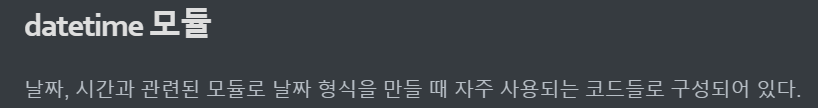 datetime 모듈
날짜, 시간과 관련된 모듈로 날짜 형식을 만들 때 자주 사용되는 코드들로 구성되어 있다.